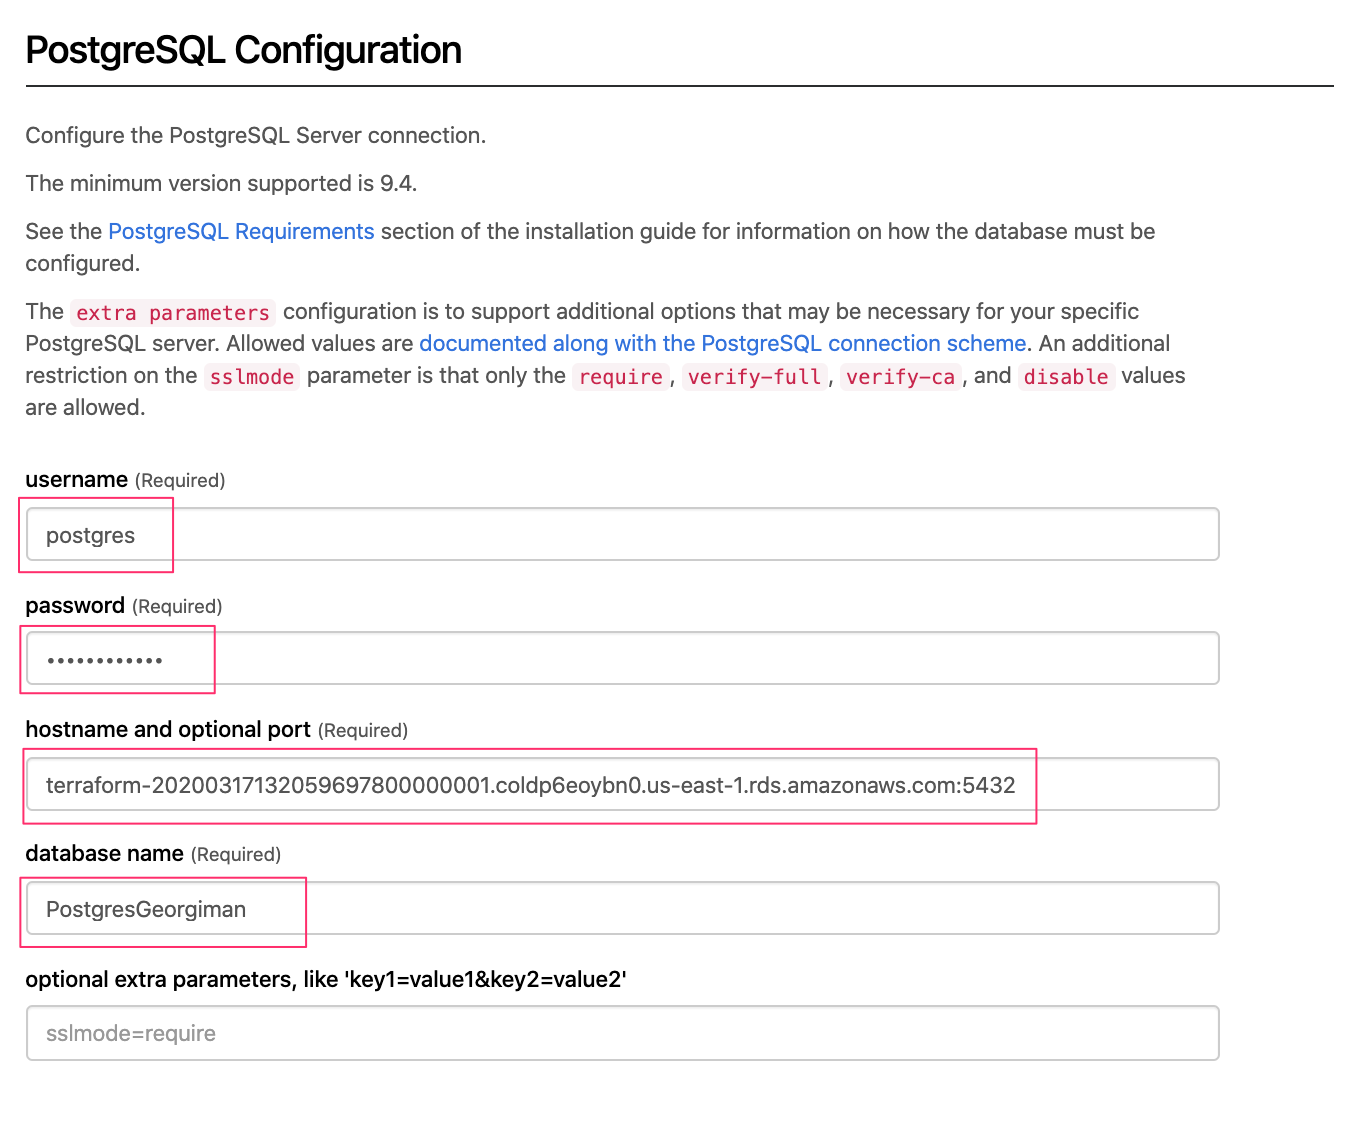 PostgreSQL Configuration
Configure the PostgreSQL Server connection.
The minimum version supported is 9.4.
See the PostgreSQL Requirements section of the installation guide for information on how the database must be
configured.
The extra parameters configuration is to support additional options that may be necessary for your specific
PostgreSQL server. Allowed values are documented along with the PostgreSQL connection scheme. An additional
restriction on the sslmode parameter is that only the require, verify-full, verify-ca, and disable values
are allowed.
username (Required)
postgres
password (Required)
••••••••••••
hostname and optional port (Required)
terraform-20200317132059697800000001.coldp6eoybn0.us-east-1.rds.amazonaws.com:5432
database name (Required)
PostgresGeorgiman
optional extra parameters, like 'key1=value1&key2=value2'
sslmode=require